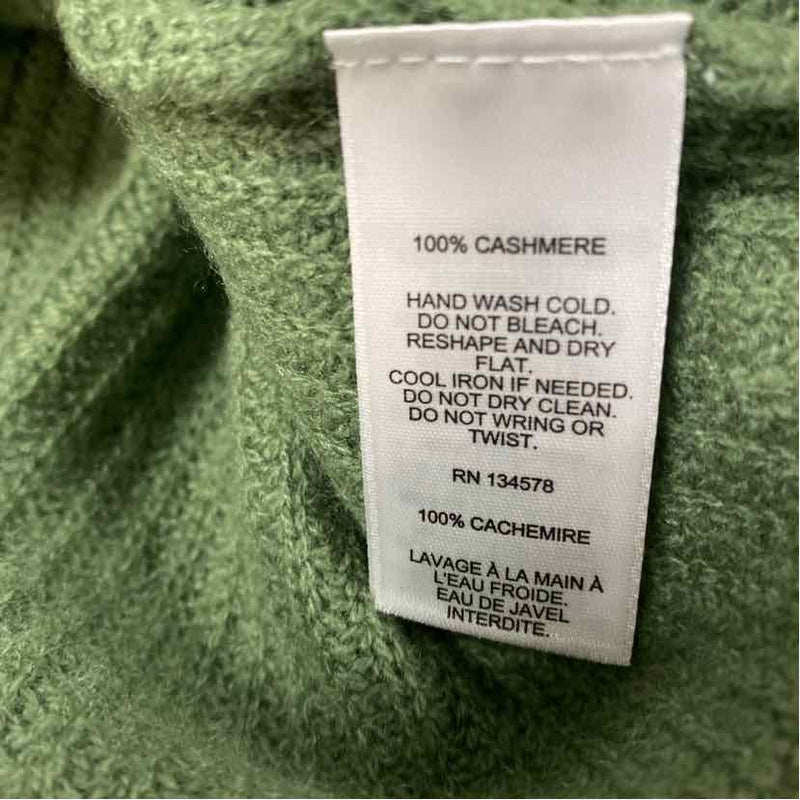 100% CASHMERE
HAND WASH COLD.
DO NOT BLEACH.
RESHAPE AND DRY
FLAT.
COOL IRON IF NEEDED.
DO NOT DRY CLEAN.
DO NOT WRING OR
TWIST.
RN 134578
100% CACHEMIRE
LAVAGE À LA MAIN À
L'EAU FROIDE.
EAU DE JAVEL
INTERDITE.